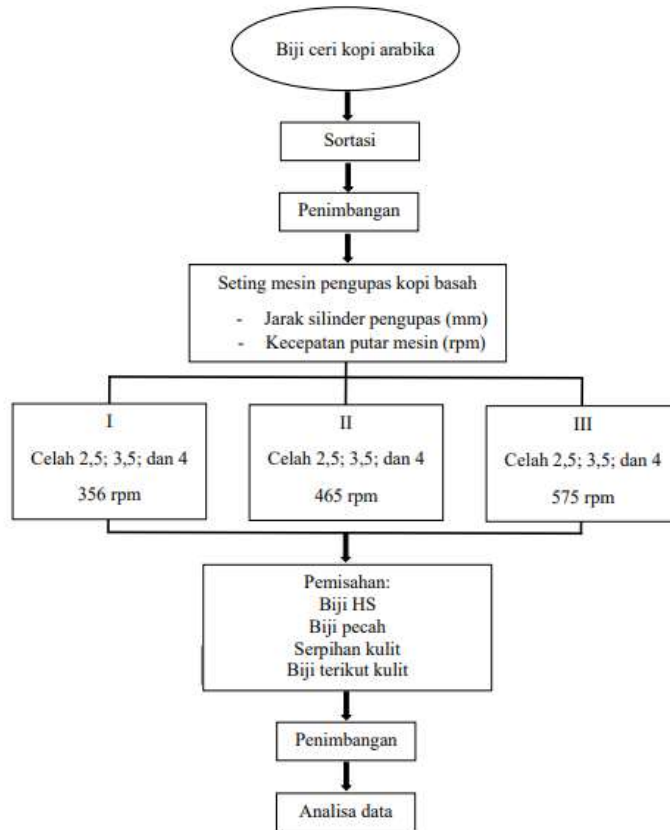 Biji ceri kopi arabika
Sortasi
Penimbangan
Seting mesin pengupas kopi basah
- Jarak silinder pengupas (mm)
- Kecepatan putar mesin (rpm)
I
Celah 2,5; 3,5; dan 4
356 rpm
II
Celah 2,5; 3,5; dan 4
465 rpm
III
Celah 2,5; 3,5; dan 4
575 rpm
Pemisahan:
Biji HS
Biji pecah
Serpihan kulit
Biji terikut kulit
Penimbangan
Analisa data